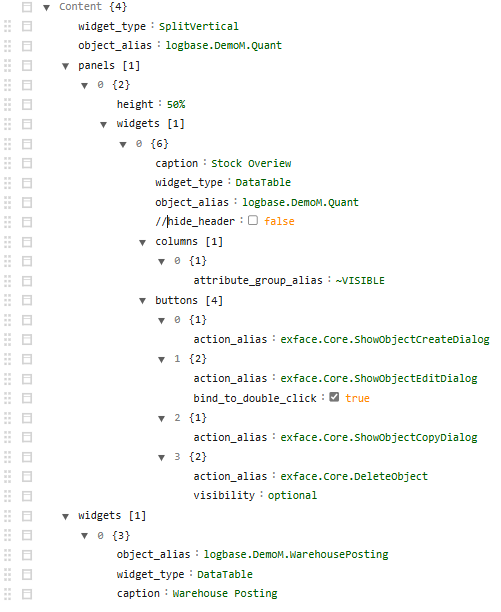 Content {4}
widget_type : SplitVertical
object_alias : logbase.DemoM.Quant
panels [1]
0 {2}
height : 50%
widgets [1]
0 {6}
caption : Stock Overiew
widget_type : DataTable
object_alias : logbase.DemoM.Quant
//hide_header : false
columns [1]
0 {1}
attribute_group_alias : ~VISIBLE
buttons [4]
0 {1}
action_alias : exface.Core.ShowObjectCreateDialog
1 {2}
action_alias : exface.Core.ShowObjectEditDialog
bind_to_double_click : true
2 {1}
action_alias : exface.Core.ShowObjectCopyDialog
3 {2}
action_alias : exface.Core.DeleteObject
visibility : optional
widgets [1]
0 {3}
object_alias : logbase.DemoM.WarehousePosting
widget_type : DataTable
caption : Warehouse Posting